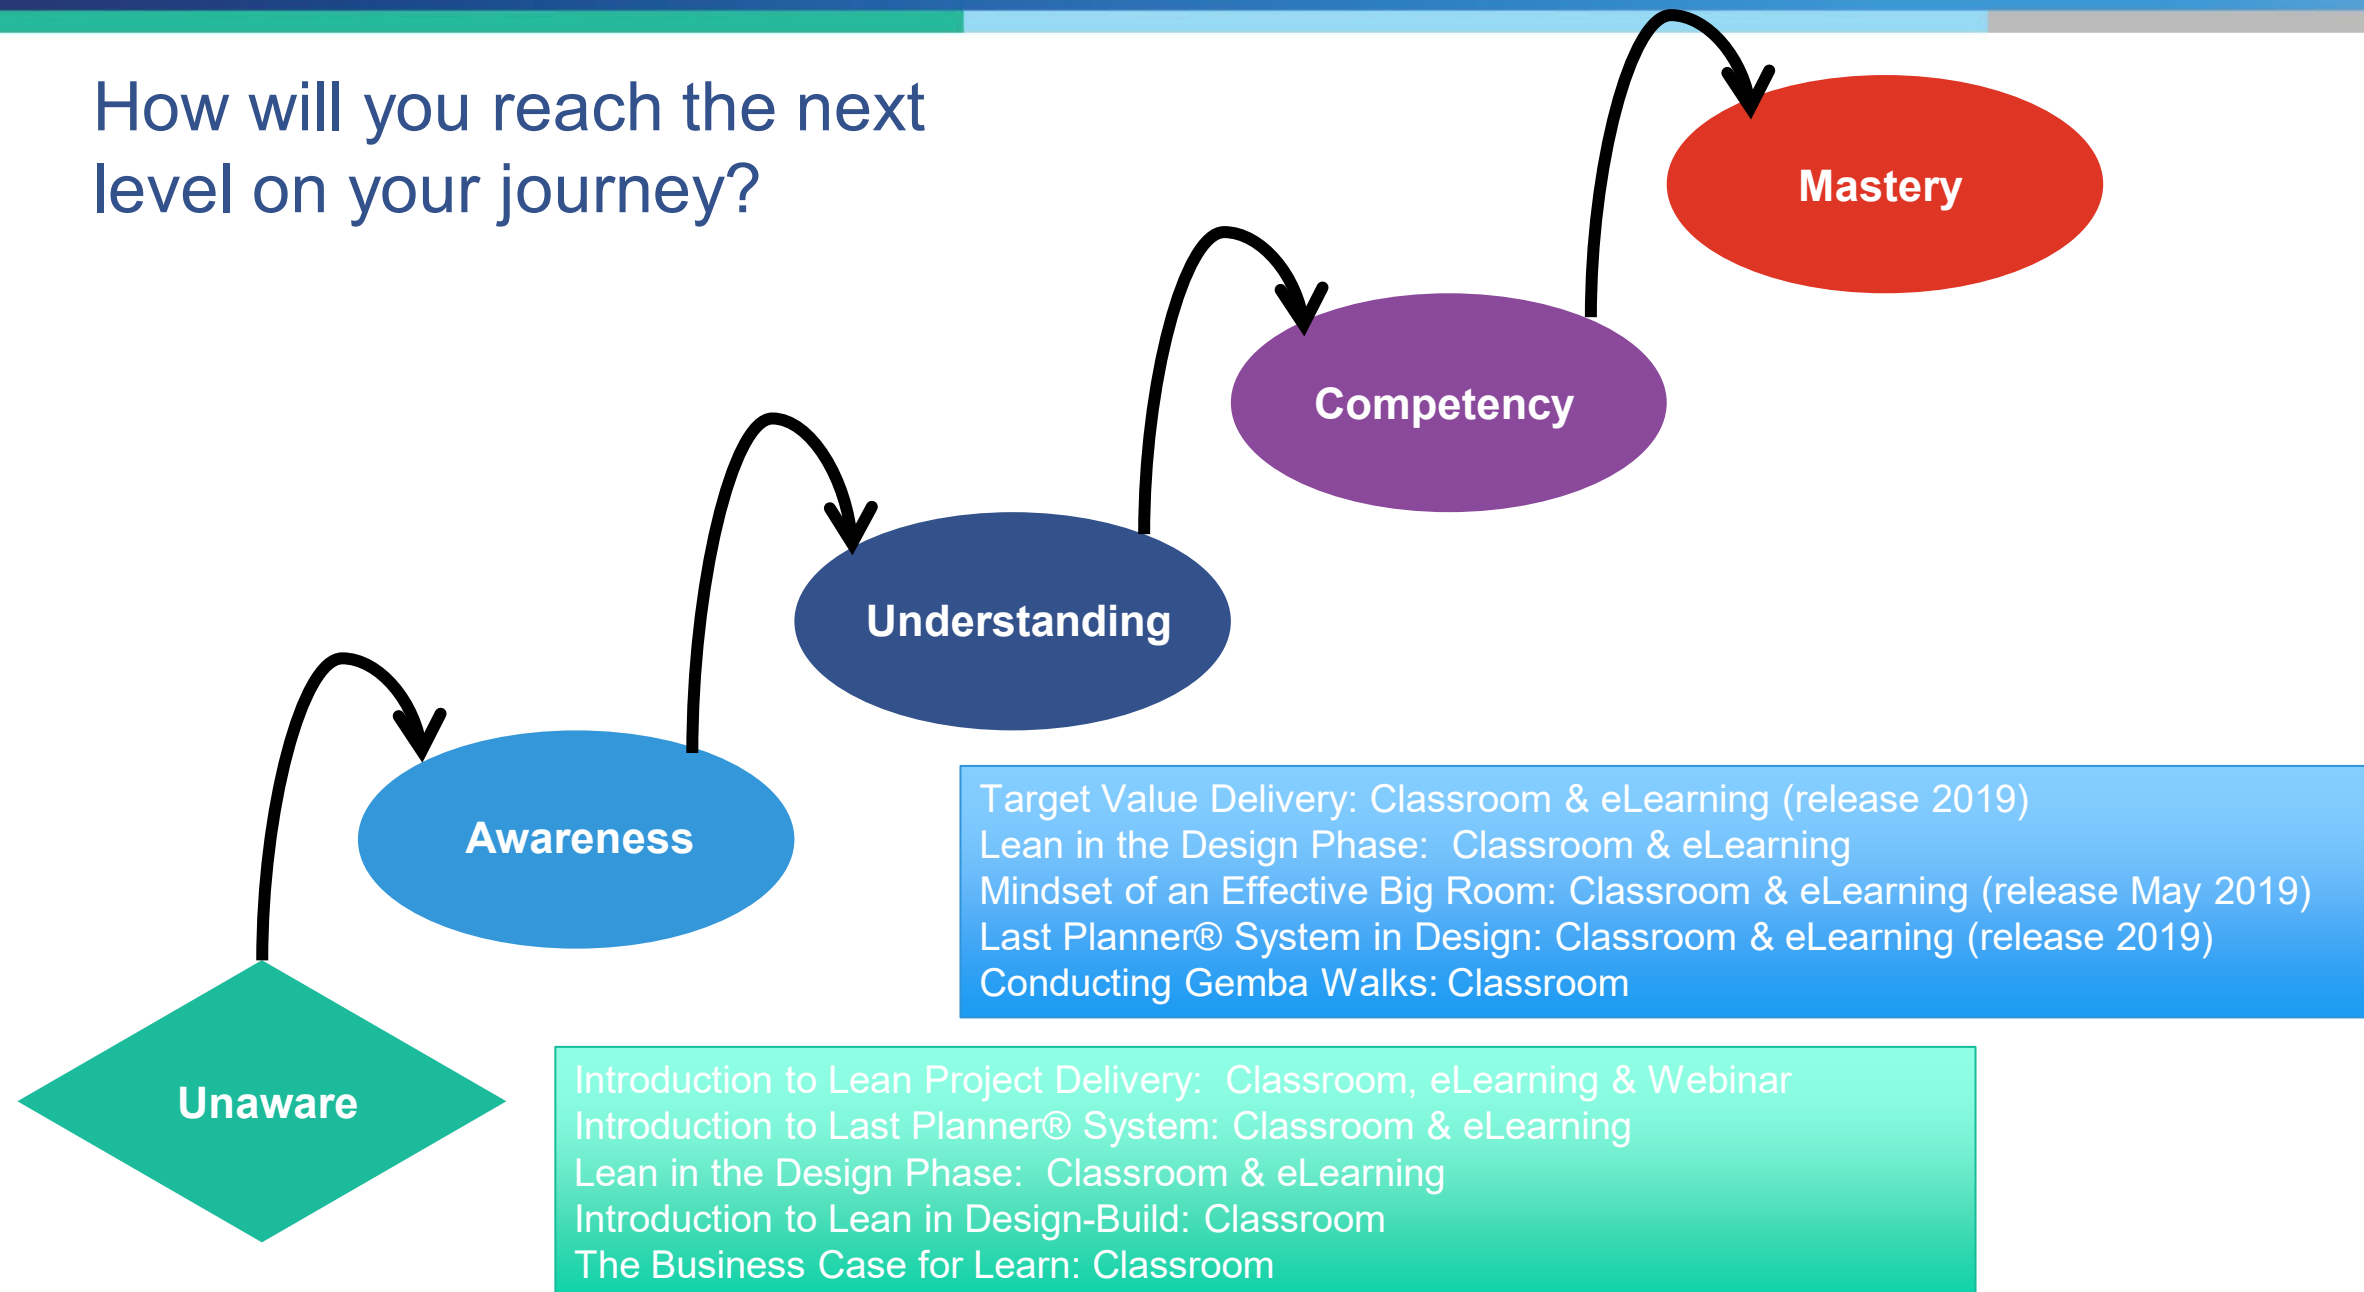 How will you reach the next
level on your journey?
Mastery
Competency
Understanding
Awareness
Target Value Delivery: Classroom & eLearning (release 2019)
Lean in the Design Phase:  Classroom & eLearning
Mindset of an Effective Big Room: Classroom & eLearning (release May 2019)
Last Planner® System in Design: Classroom & eLearning (release 2019)
Conducting Gemba Walks: Classroom
Unaware
Introduction to Lean Project Delivery:  Classroom, eLearning & Webinar
Introduction to Last Planner® System: Classroom & eLearning
Lean in the Design Phase:  Classroom & eLearning
Introduction to Lean in Design-Build: Classroom
The Business Case for Learn: Classroom